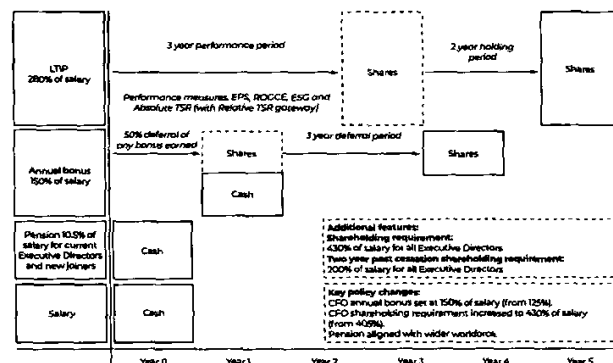 LTIP
280% of salary
3 year performance period
Shares
2 year holding
period
Shares
Performance measures, EPS, ROCCE, ESG and
Absolute TSR (with Relative TSR gateway)
Annual bonus
150% of salary
50% deferral of
any bonus earned
Shares
Cash
3 year deferral period
Shares
Pension 10.5% of
salary for current
Executive Directors
and new joiners
Cash
Additional features:
Shareholding requirement:
430% of salary for all Executive Directors
Two year post cessation shareholding requirement:
200% of salary for all Executive Directors
Salary
Cash
Key policy changes:
CFO annual bonus set at 150% of salary (from 125%).
CFO shareholding requirement increased to 430% of salary
(from 405%).
Pension aligned with wider workforce.
Year 0
Year 1
Year 2
Year 3
Year 4
Year 5